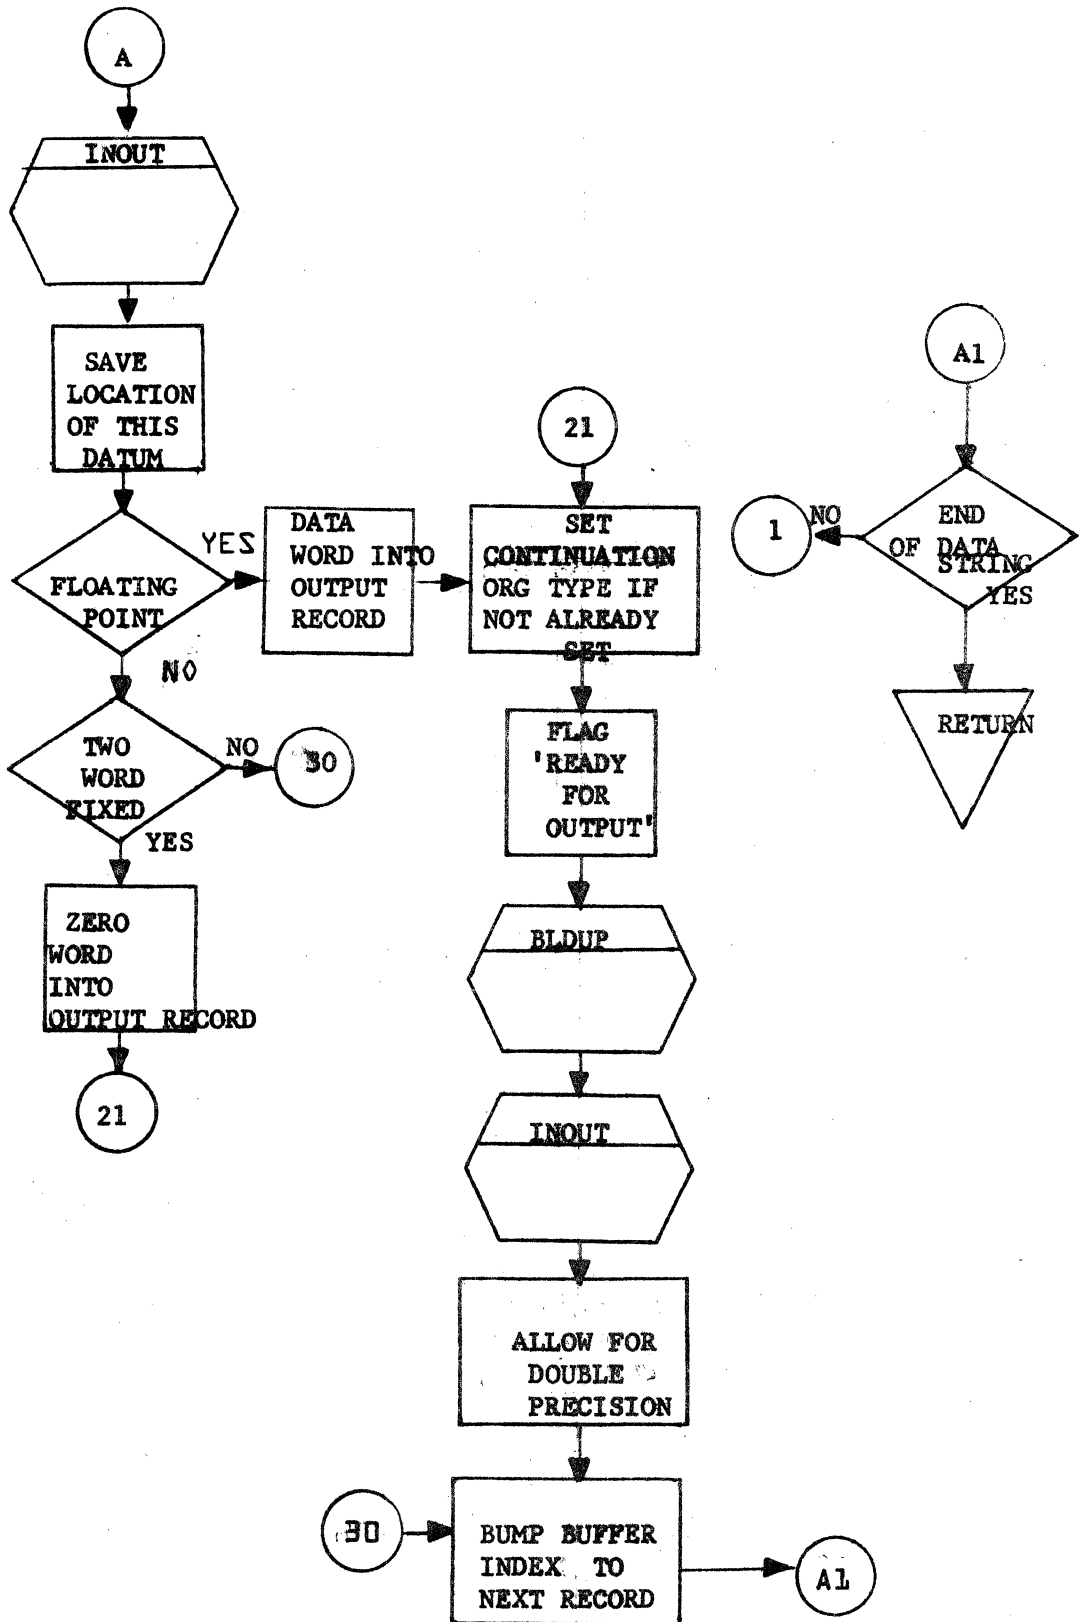 A
INOUT
SAVE
LOCATION
OF THIS
DATUM
FLOATING
POINT
YES
NO
DATA
WORD INTO
OUTPUT
RECORD
TWO
WORD
FIXED
NO
30
YES
ZERO
WORD
INTO
OUTPUT RECORD
21
21
SET
CONTINUATION
ORG TYPE IF
NOT ALREADY
SET
FLAG
'READY
FOR
OUTPUT'
BLDUP
INOUT
ALLOW FOR
DOUBLE
PRECISION
30
BUMP BUFFER
INDEX TO
NEXT RECORD
A1
A1
END
OF DATA
STRING
NO
1
YES
RETURN